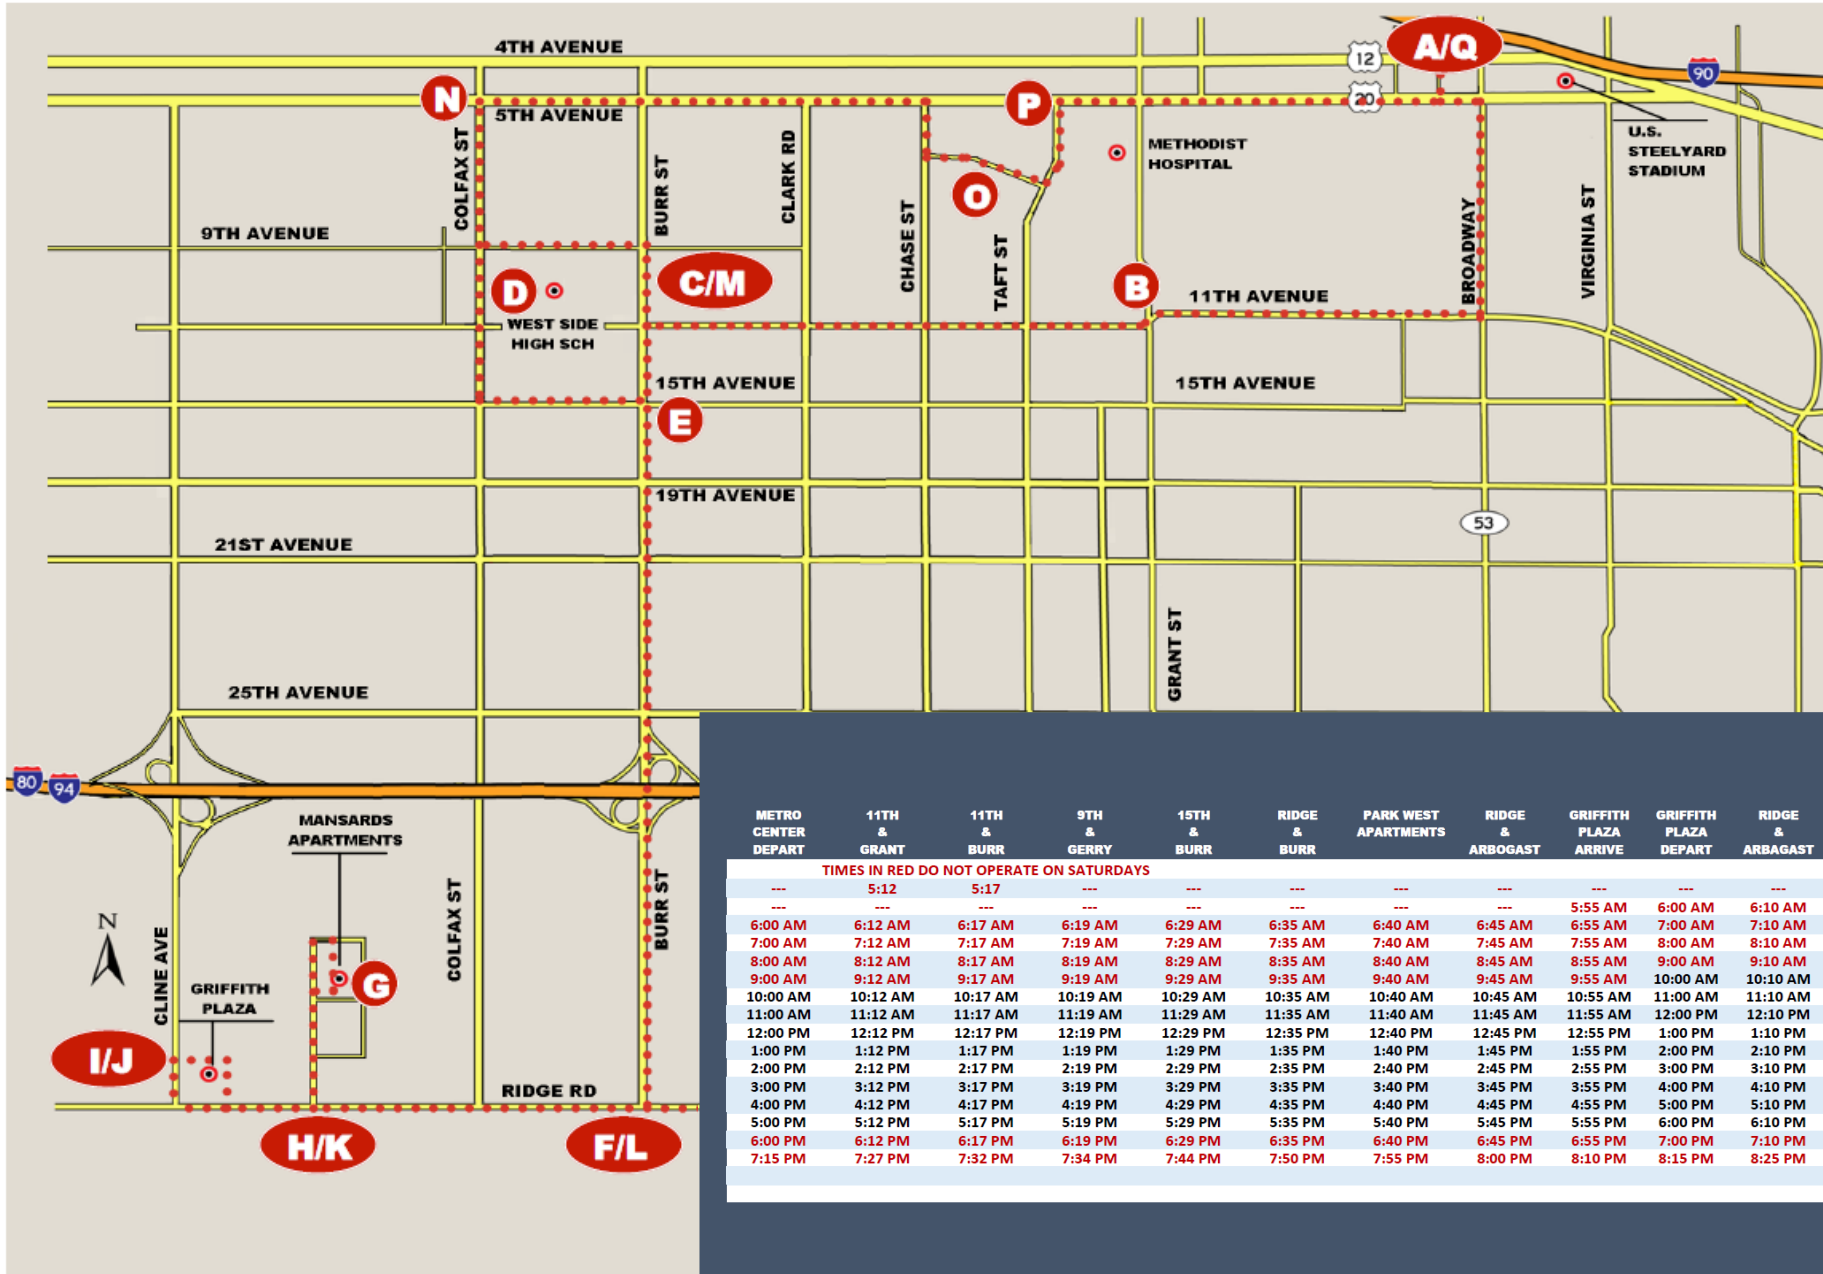 4TH AVENUE
12
A/Q
90
N
P
20
5TH AVENUE
U.S.
STEELYARD
STADIUM
METHODIST
HOSPITAL
COLFAX ST
BURR ST
CLARK RD
CHASE ST
O
TAFT ST
BROADWAY
VIRGINIA ST
9TH AVENUE
C/M
D
B
11TH AVENUE
WEST SIDE
HIGH SCH
15TH AVENUE
15TH AVENUE
E
19TH AVENUE
53
21ST AVENUE
GRANT ST
25TH AVENUE
80
94
MANSARDS
APARTMENTS
N
CLINE AVE
COLFAX ST
BURR ST
GRIFFITH
PLAZA
G
I/J
RIDGE RD
H/K
F/L
METRO CENTER DEPART 11TH & GRANT 11TH & BURR 9TH & GERRY 15TH & BURR RIDGE & BURR PARK WEST APARTMENTS RIDGE & ARBOGAST GRIFFITH PLAZA ARRIVE GRIFFITH PLAZA DEPART RIDGE & ARBAGAST
TIMES IN RED DO NOT OPERATE ON SATURDAYS
--- 5:12 5:17 --- --- --- --- --- --- --- ---
--- --- --- --- --- --- --- --- 5:55 AM 6:00 AM 6:10 AM
6:00 AM 6:12 AM 6:17 AM 6:19 AM 6:29 AM 6:35 AM 6:40 AM 6:45 AM 6:55 AM 7:00 AM 7:10 AM
7:00 AM 7:12 AM 7:17 AM 7:19 AM 7:29 AM 7:35 AM 7:40 AM 7:45 AM 7:55 AM 8:00 AM 8:10 AM
8:00 AM 8:12 AM 8:17 AM 8:19 AM 8:29 AM 8:35 AM 8:40 AM 8:45 AM 8:55 AM 9:00 AM 9:10 AM
9:00 AM 9:12 AM 9:17 AM 9:19 AM 9:29 AM 9:35 AM 9:40 AM 9:45 AM 9:55 AM 10:00 AM 10:10 AM
10:00 AM 10:12 AM 10:17 AM 10:19 AM 10:29 AM 10:35 AM 10:40 AM 10:45 AM 10:55 AM 11:00 AM 11:10 AM
11:00 AM 11:12 AM 11:17 AM 11:19 AM 11:29 AM 11:35 AM 11:40 AM 11:45 AM 11:55 AM 12:00 PM 12:10 PM
12:00 PM 12:12 PM 12:17 PM 12:19 PM 12:29 PM 12:35 PM 12:40 PM 12:45 PM 12:55 PM 1:00 PM 1:10 PM
1:00 PM 1:12 PM 1:17 PM 1:19 PM 1:29 PM 1:35 PM 1:40 PM 1:45 PM 1:55 PM 2:00 PM 2:10 PM
2:00 PM 2:12 PM 2:17 PM 2:19 PM 2:29 PM 2:35 PM 2:40 PM 2:45 PM 2:55 PM 3:00 PM 3:10 PM
3:00 PM 3:12 PM 3:17 PM 3:19 PM 3:29 PM 3:35 PM 3:40 PM 3:45 PM 3:55 PM 4:00 PM 4:10 PM
4:00 PM 4:12 PM 4:17 PM 4:19 PM 4:29 PM 4:35 PM 4:40 PM 4:45 PM 4:55 PM 5:00 PM 5:10 PM
5:00 PM 5:12 PM 5:17 PM 5:19 PM 5:29 PM 5:35 PM 5:40 PM 5:45 PM 5:55 PM 6:00 PM 6:10 PM
6:00 PM 6:12 PM 6:17 PM 6:19 PM 6:29 PM 6:35 PM 6:40 PM 6:45 PM 6:55 PM 7:00 PM 7:10 PM
7:15 PM 7:27 PM 7:32 PM 7:34 PM 7:44 PM 7:50 PM 7:55 PM 8:00 PM 8:10 PM 8:15 PM 8:25 PM